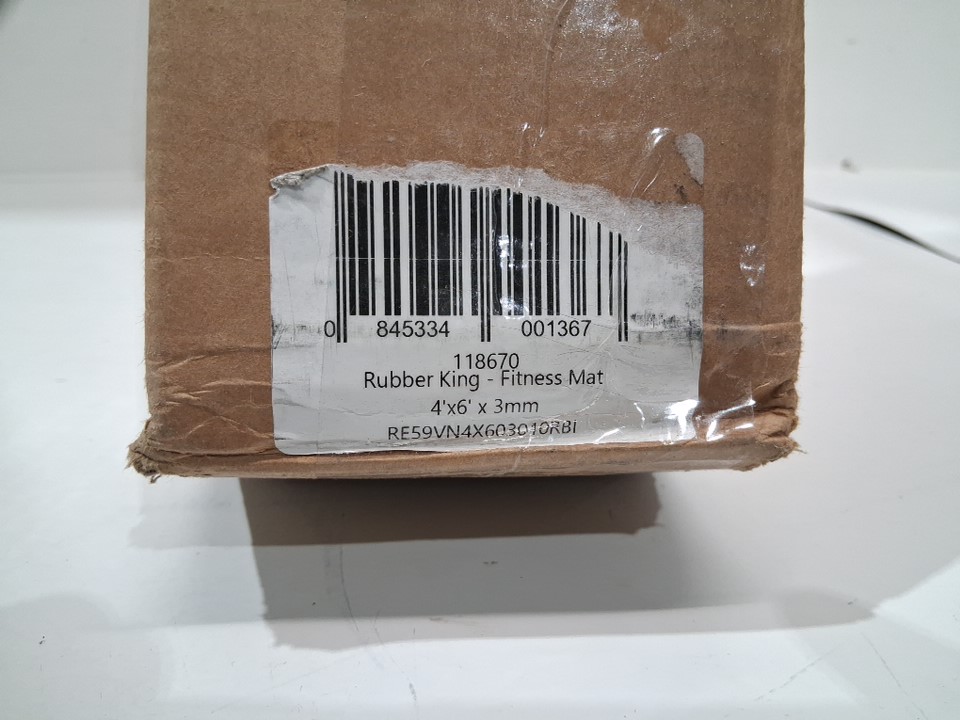 0 845334 001367
118670
Rubber King - Fitness Mat
4'x6' x 3mm
RE59VN4X603010RBI